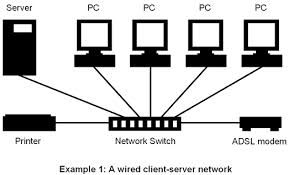 Server PC PC PC PC
Printer Network Switch ADSL modem
Example 1: A wired client-server network